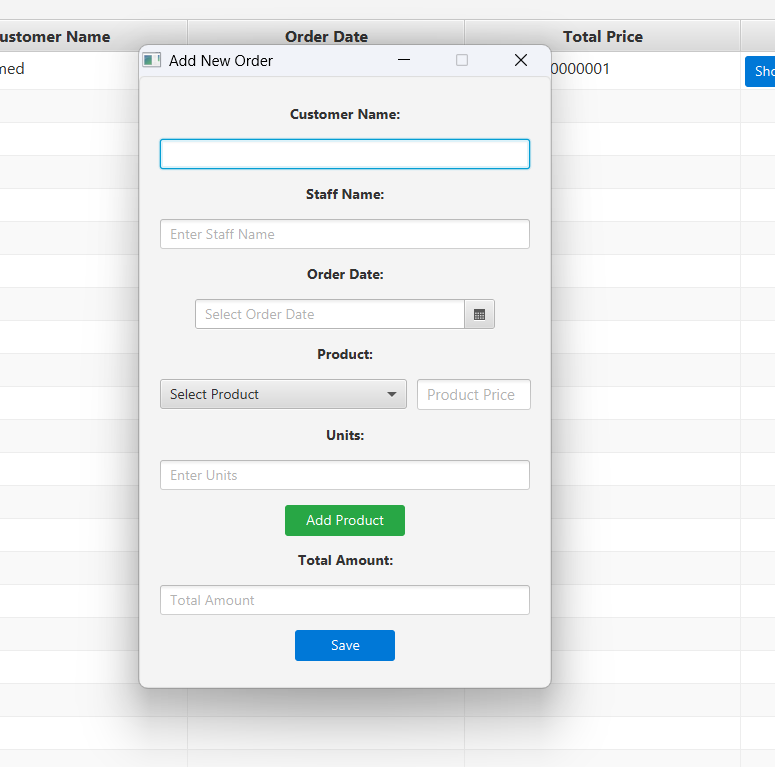 ustomer Name Order Date Total Price
Add New Order
med 0000001 Sho
Customer Name:
Staff Name:
Enter Staff Name
Order Date:
Select Order Date
Product:
Select Product Product Price
Units:
Enter Units
Add Product
Total Amount:
Total Amount
Save